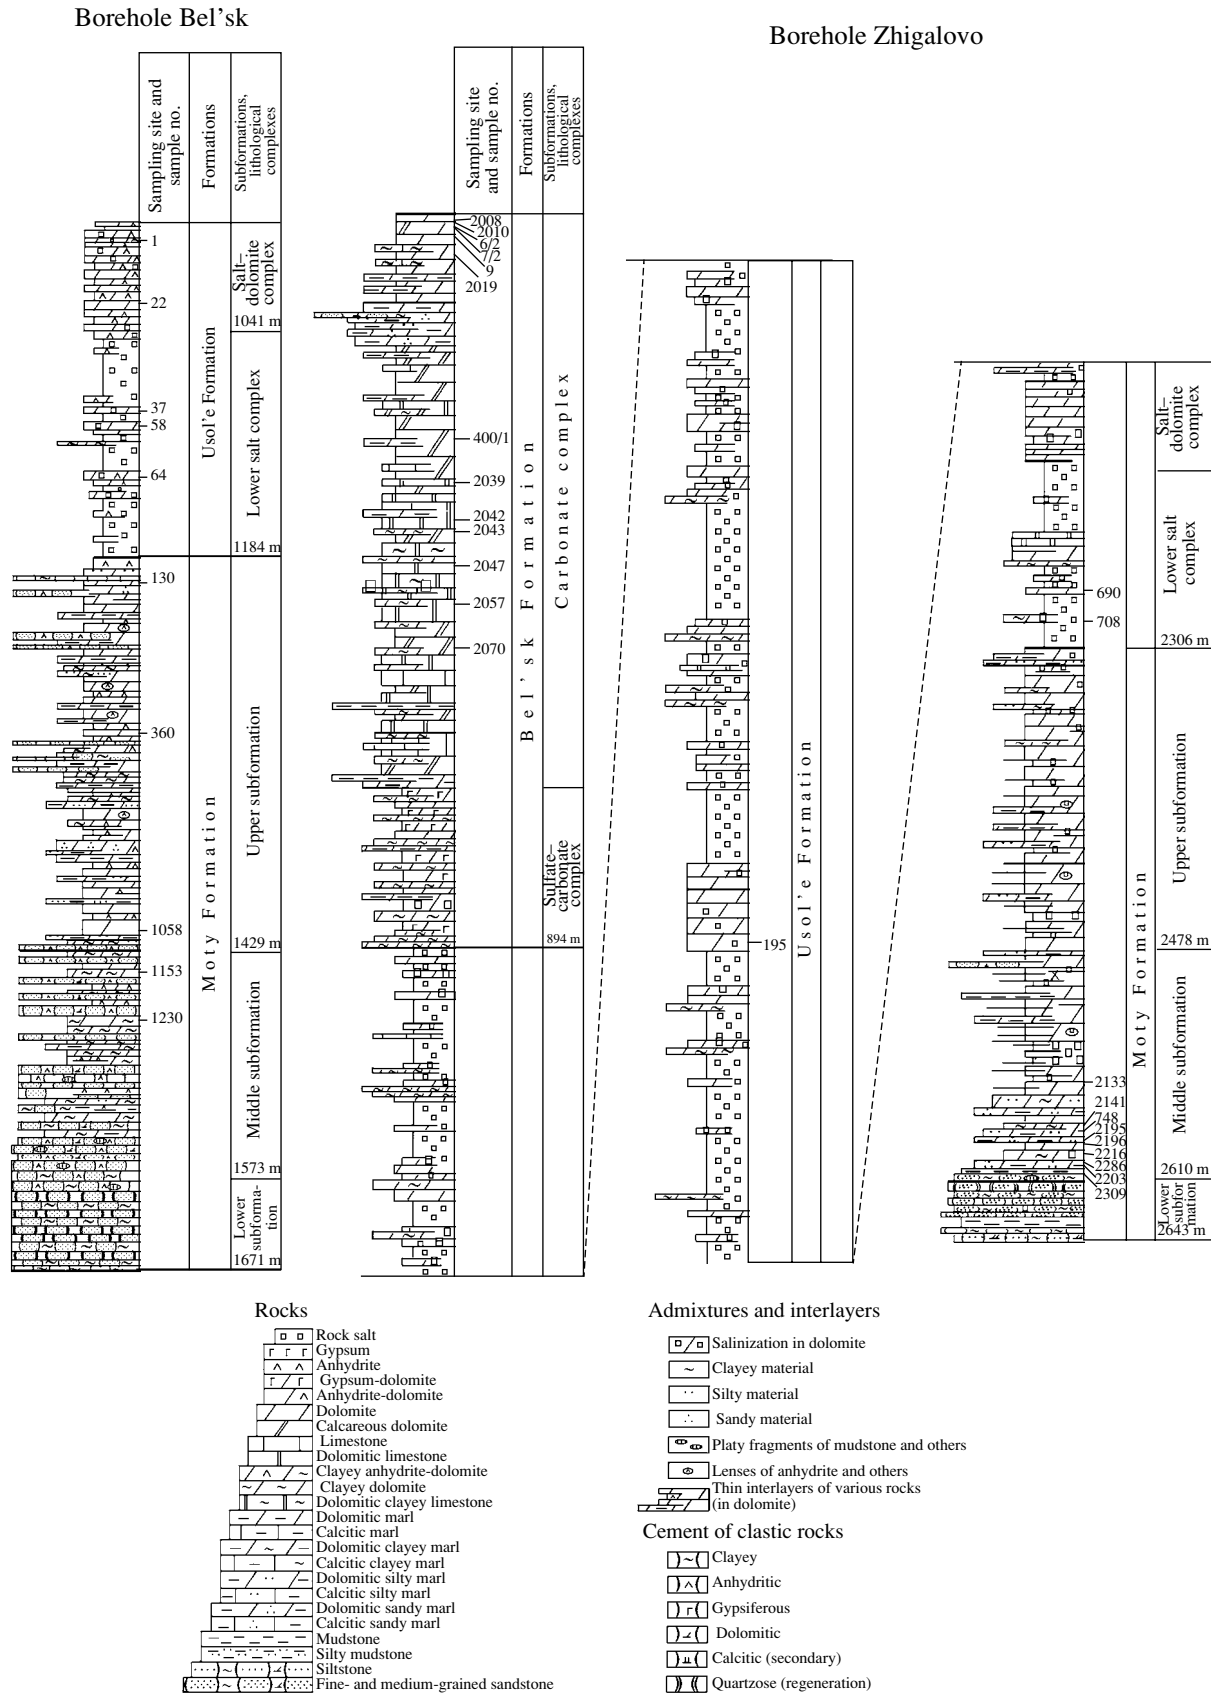 Borehole Bel’sk
Borehole Zhigalovo
Sampling site and
sample no.
Formations
Subformations,
lithological
complexes
1
22
37
58
64
130
360
1058
1153
1230
Usol’e Formation
Moty Formation
Salt–
dolomite
complex
1041 m
Lower salt complex
1184 m
Upper subformation
1429 m
Middle subformation
1573 m
Lower
subforma-
tion
1671 m
Sampling site
and sample no.
Formations
Subformations,
lithological
complexes
2008
2010
6/2
7/2
9
2019
400/1
2039
2042
2043
2047
2057
2070
Bel’sk Formation
Carbonate complex
Sulfate–
carbonate
complex
894 m
195
Usol’e Formation
690
708
2133
2141
748
2195
2196
2216
2286
2203
2309
Moty Formation
Salt–
dolomite
complex
Lower salt
complex
2306 m
Upper subformation
2478 m
Middle subformation
2610 m
Lower
subfor
mation
2643 m
Rocks
Rock salt
Gypsum
Anhydrite
Gypsum-dolomite
Anhydrite-dolomite
Dolomite
Calcareous dolomite
Limestone
Dolomitic limestone
Clayey anhydrite-dolomite
Clayey dolomite
Dolomitic clayey limestone
Dolomitic marl
Calcitic marl
Dolomitic clayey marl
Calcitic clayey marl
Dolomitic silty marl
Calcitic silty marl
Dolomitic sandy marl
Calcitic sandy marl
Mudstone
Silty mudstone
Siltstone
Fine- and medium-grained sandstone
Admixtures and interlayers
Salinization in dolomite
Clayey material
Silty material
Sandy material
Platy fragments of mudstone and others
Lenses of anhydrite and others
Thin interlayers of various rocks
(in dolomite)
Cement of clastic rocks
Clayey
Anhydritic
Gypsiferous
Dolomitic
Calcitic (secondary)
Quartzose (regeneration)